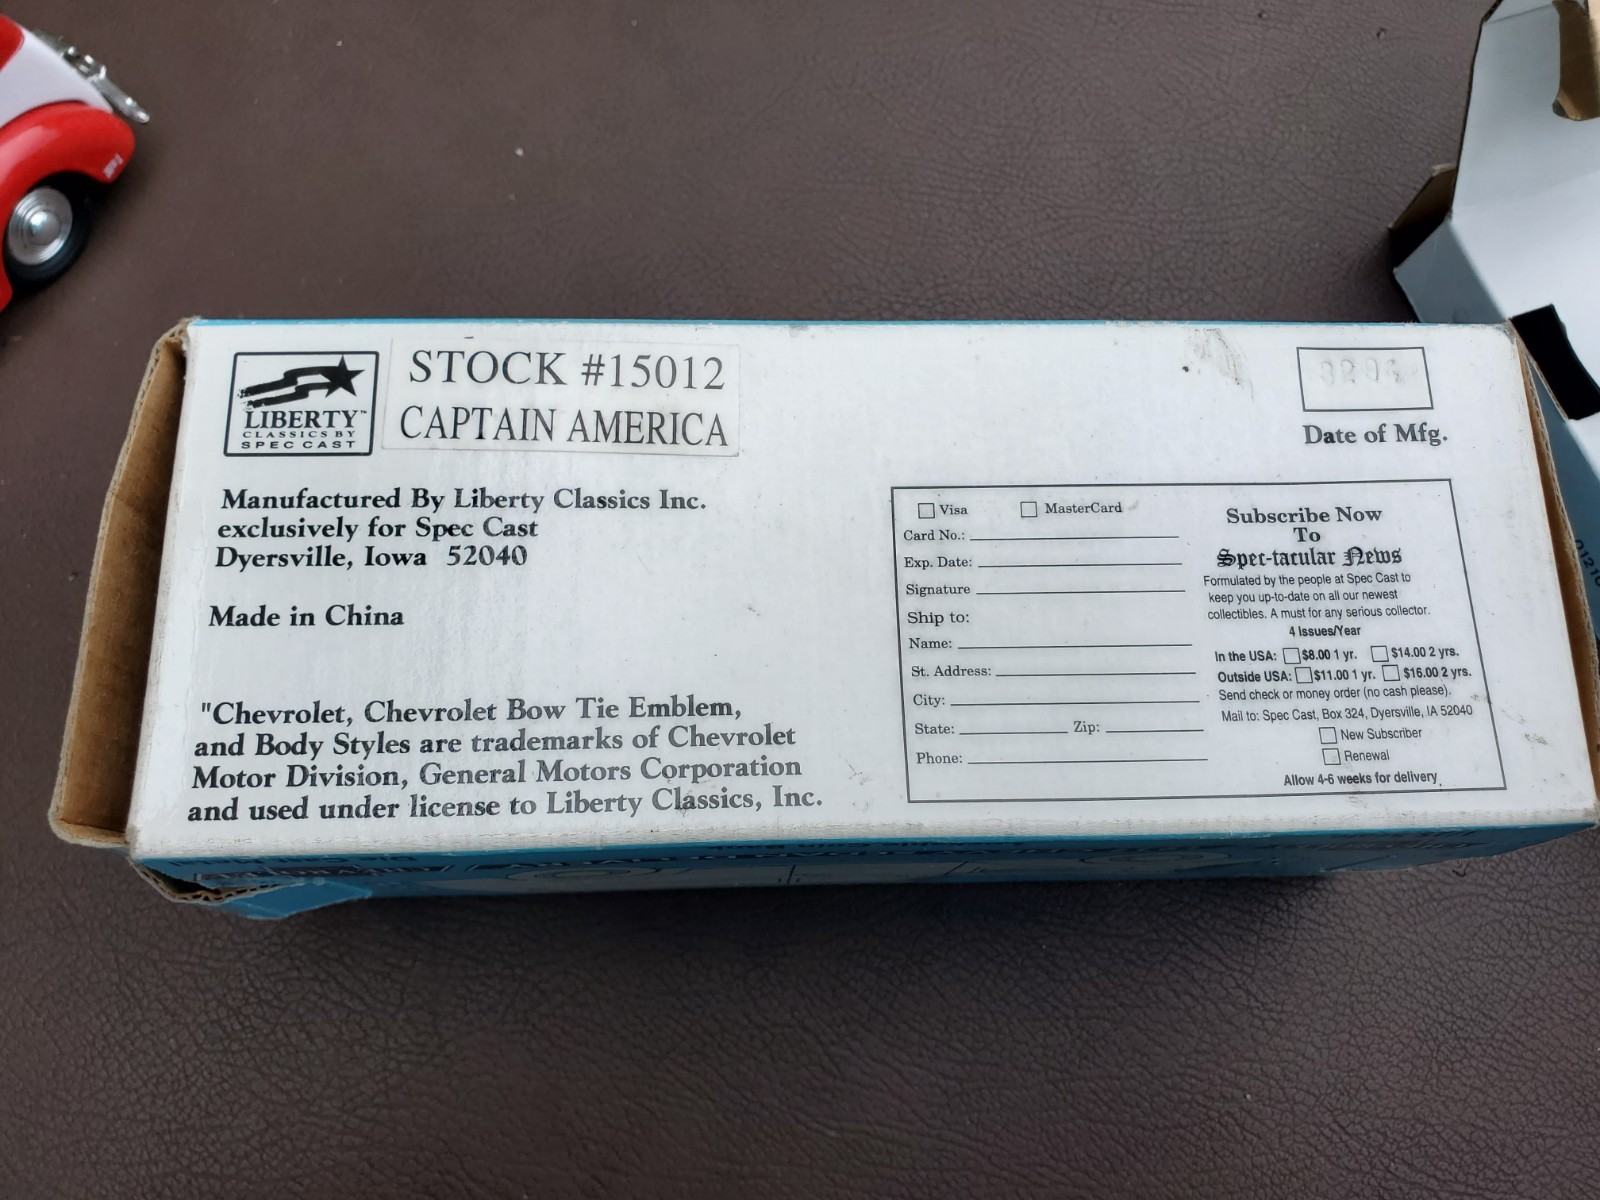 LIBERTY™
CLASSICS BY
SPEC CAST
STOCK #15012
CAPTAIN AMERICA
Date of Mfg.
Manufactured By Liberty Classics Inc.
exclusively for Spec Cast
Dyersville, Iowa 52040
Made in China
"Chevrolet, Chevrolet Bow Tie Emblem,
and Body Styles are trademarks of Chevrolet
Motor Division, General Motors Corporation
and used under license to Liberty Classics, Inc.
Visa MasterCard
Card No.:
Exp. Date:
Signature
Ship to:
Name:
St. Address:
City:
State: Zip:
Phone:
Subscribe Now
To
Spec-tacular News
Formulated by the people at Spec Cast to
keep you up-to-date on all our newest
collectibles. A must for any serious collector.
4 Issues/Year
In the USA: $8.00 1 yr. $14.00 2 yrs.
Outside USA: $11.00 1 yr. $16.00 2 yrs.
Send check or money order (no cash please).
Mail to: Spec Cast, Box 324, Dyersville, IA 52040
New Subscriber
Renewal
Allow 4-6 weeks for delivery.